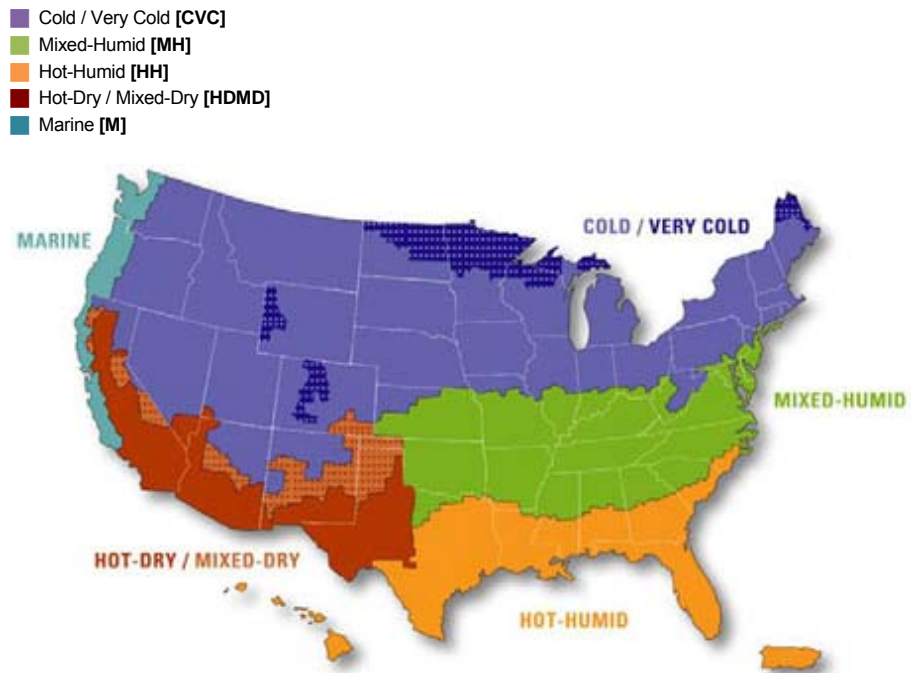 Cold / Very Cold [CVC]
Mixed-Humid [MH]
Hot-Humid [HH]
Hot-Dry / Mixed-Dry [HDMD]
Marine [M]
COLD / VERY COLD
MARINE
MIXED-HUMID
HOT-DRY / MIXED-DRY
HOT-HUMID